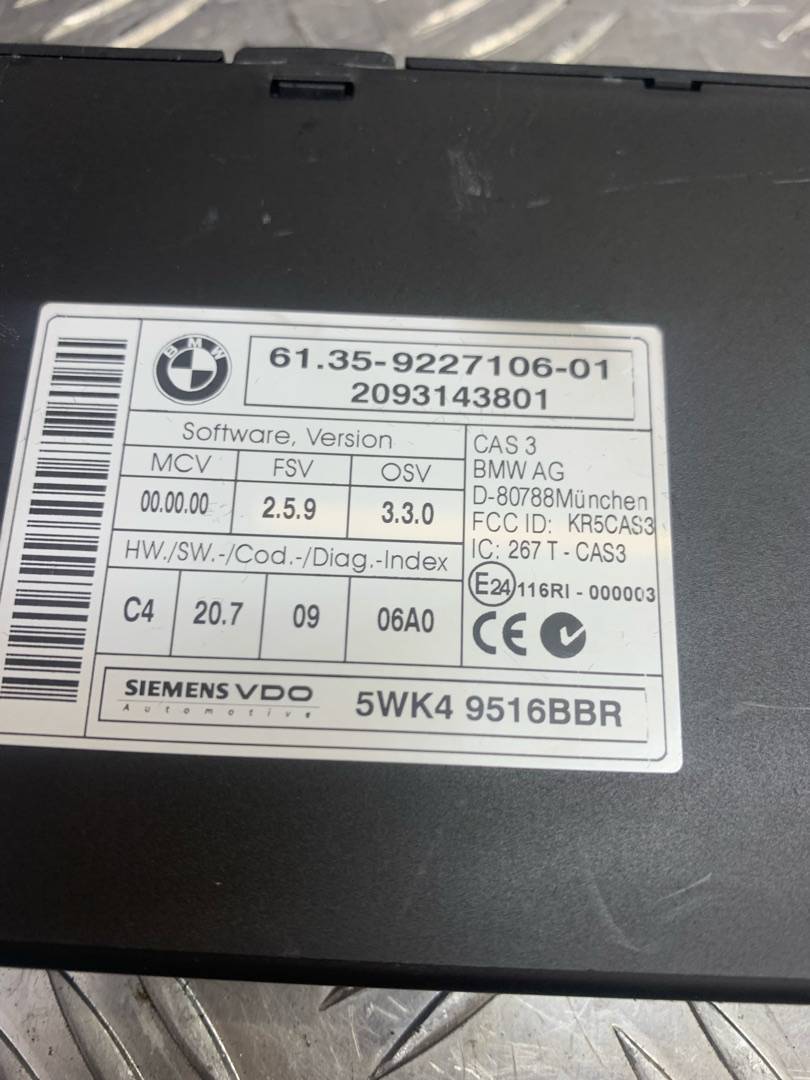 BMW
61.35-9227106-01
2093143801
Software, Version
MCV FSV OSV
00.00.00 2.5.9 3.3.0
HW./SW.-/Cod.-/Diag.-Index
C4 20.7 09 06A0
CAS 3
BMW AG
D-80788München
FCC ID: KR5CAS3
IC: 267 T - CAS3
E24 116RI - 000003
CE
SIEMENS VDO
Automotive
5WK4 9516BBR